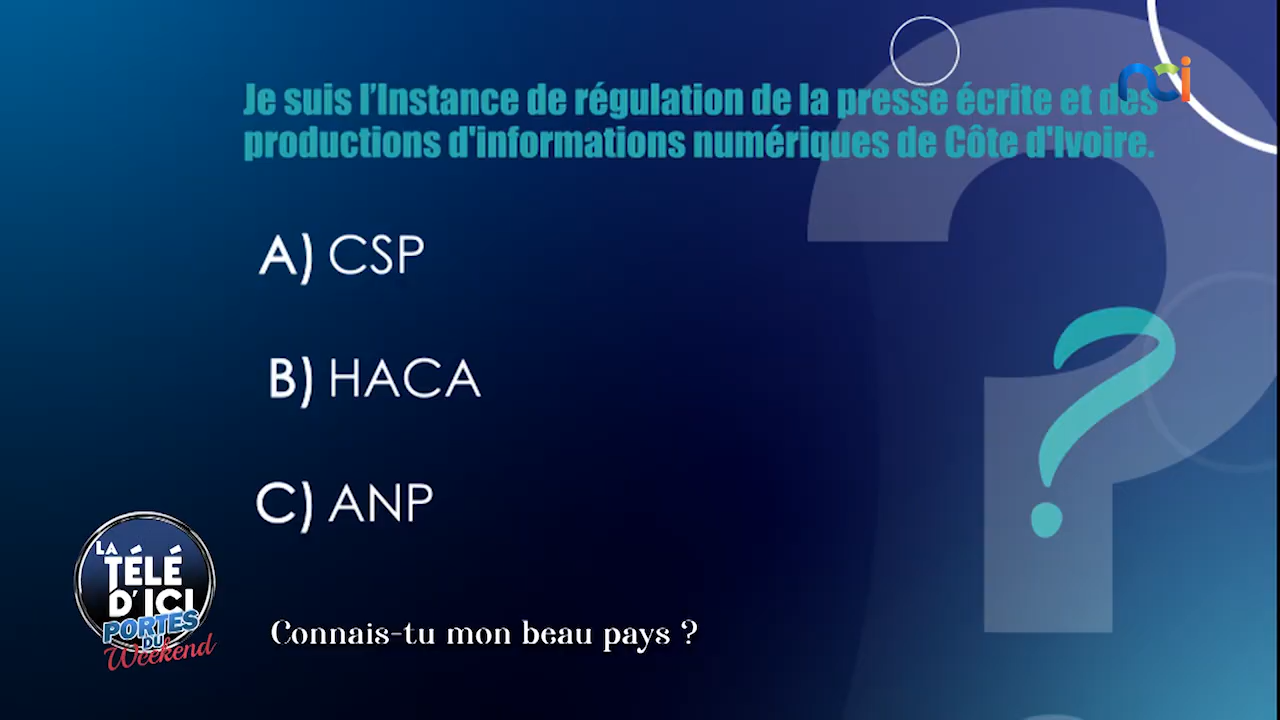 Je suis l'Instance de régulation de la presse écrite et des
productions d'informations numériques de Côte d'Ivoire.
nci
A) CSP
B) HACA
C) ANP
LA
TÉLÉ
D'ICI
PORTES
DU
Weekend
Connais-tu mon beau pays ?